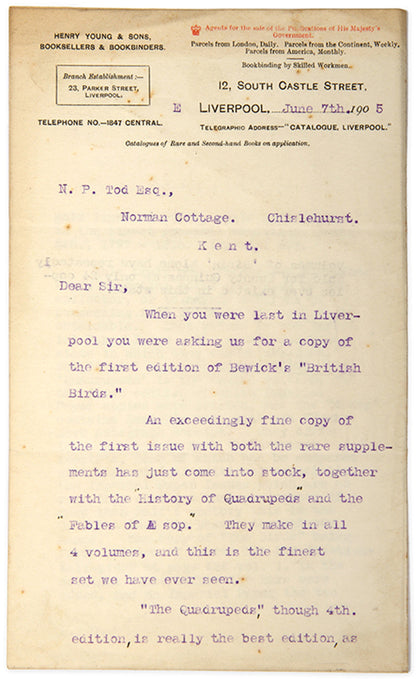 HENRY YOUNG & SONS,
BOOKSELLERS & BOOKBINDERS.
Branch Establishment :—
23, PARKER STREET,
LIVERPOOL.
TELEPHONE NO.—1847 CENTRAL.
Agents for the sale of the Publications of His Majesty's
Government.
Parcels from London, Daily. Parcels from the Continent, Weekly.
Parcels from America, Monthly.
Bookbinding by Skilled Workmen.
12, SOUTH CASTLE STREET,
E LIVERPOOL, June 7th. 1905
TELEGRAPHIC ADDRESS—"CATALOGUE, LIVERPOOL."
Catalogues of Rare and Second-hand Books on application.
N. P. Tod Esq.,
Norman Cottage. Chislehurst.
Kent.
Dear Sir,
When you were last in Liver-
pool you were asking us for a copy of
the first edition of Bewick's "British
Birds."
An exceedingly fine copy of
the first issue with both the rare supple-
ments has just come into stock, together
with the "History of Quadrupeds" and the
"Fables of Æsop." They make in all
4 volumes, and this is the finest
set we have ever seen.
"The Quadrupeds," though 4th.
edition, is really the best edition, as